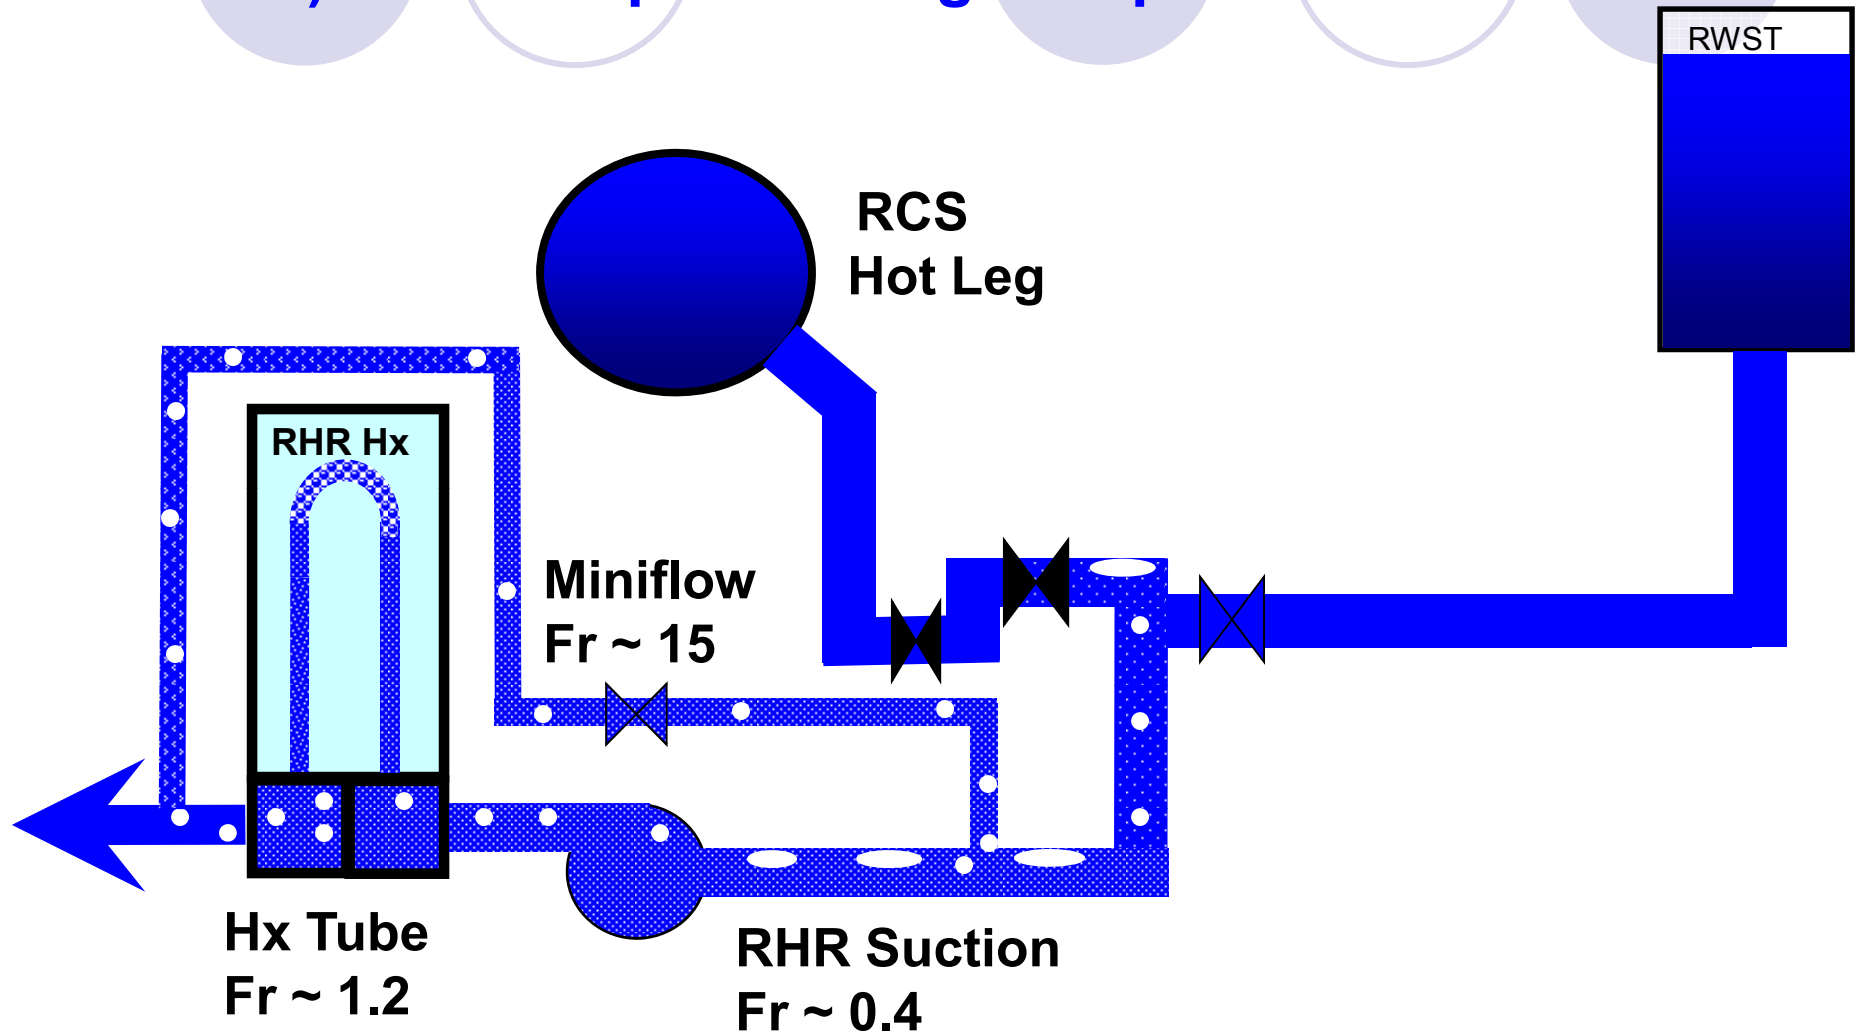 RWST
RCS
Hot Leg
RHR Hx
Miniflow
Fr ~ 15
Hx Tube
Fr ~ 1.2
RHR Suction
Fr ~ 0.4